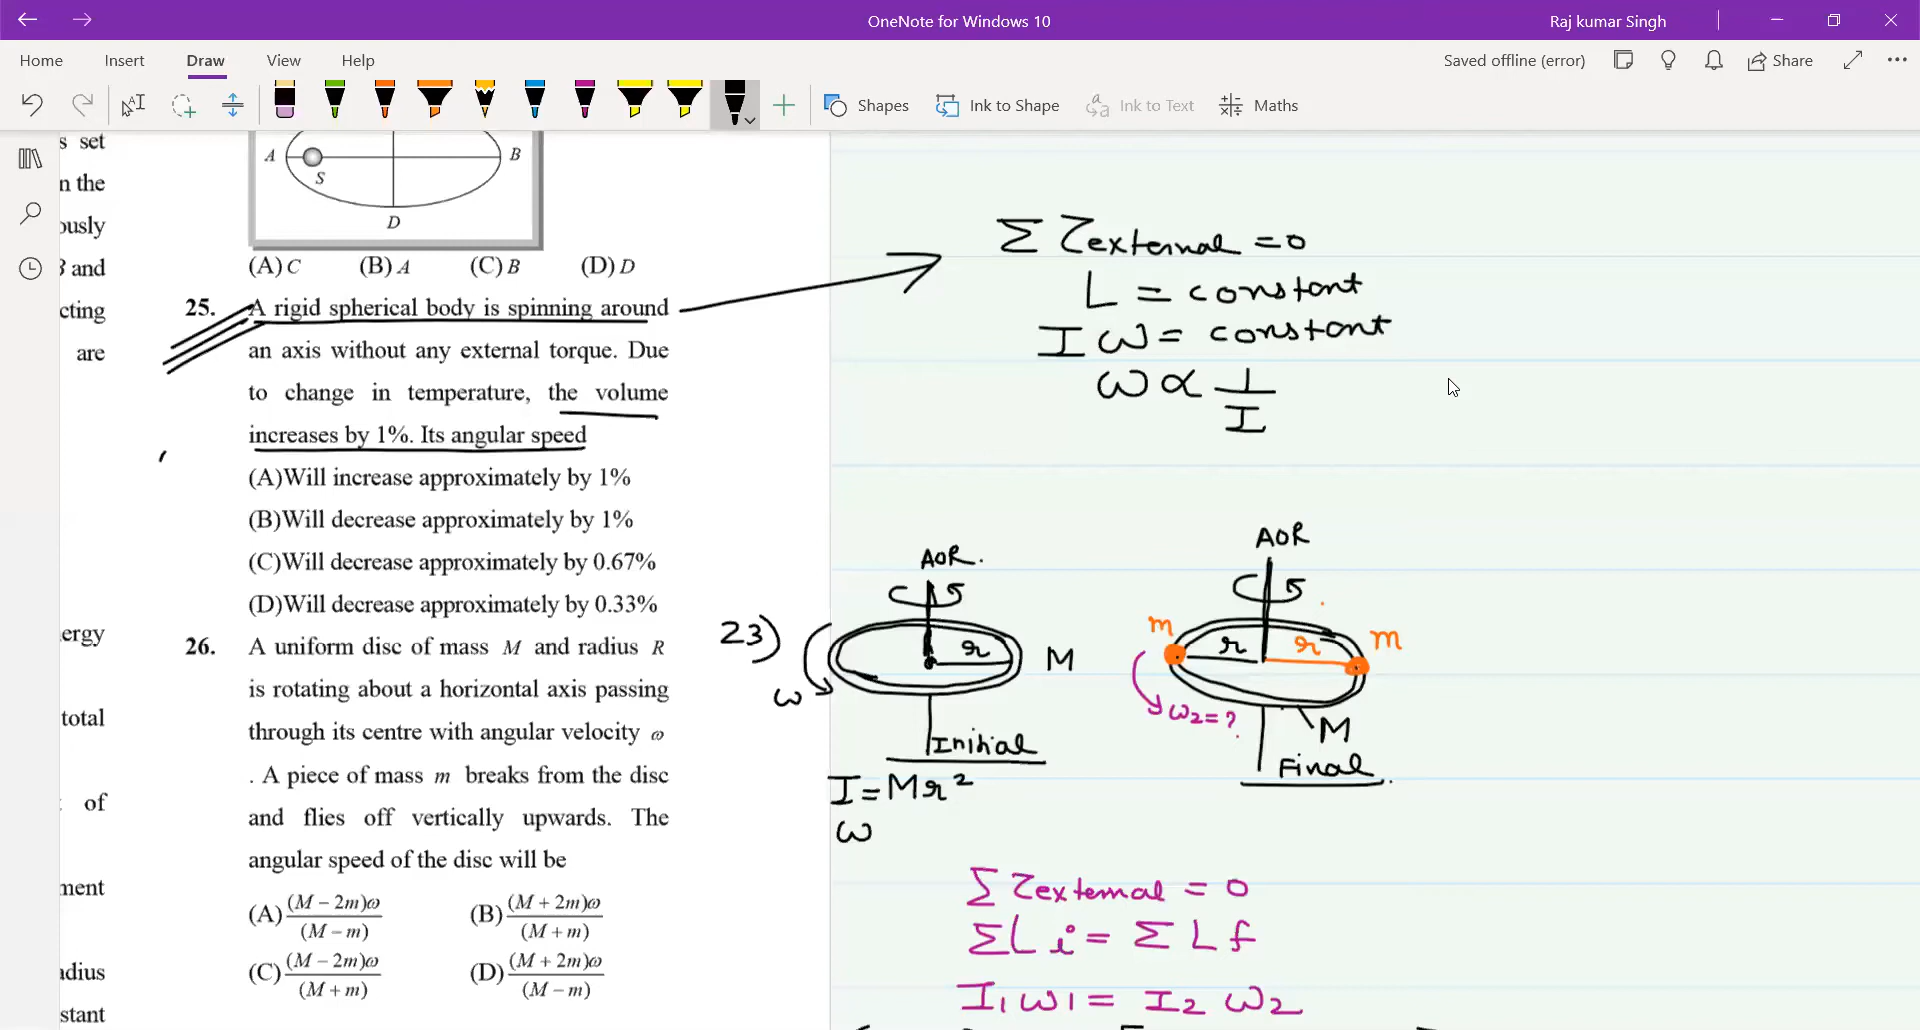 OneNote for Windows 10
Raj kumar Singh
Home Insert Draw View Help
Saved offline (error)
Share
Shapes
Ink to Shape
Ink to Text
Maths
s set
n the
ously
3 and
cting
are
ergy
total
of
ment
adius
stant
A
B
S
D
(A) C (B) A (C) B (D) D
25. A rigid spherical body is spinning around
an axis without any external torque. Due
to change in temperature, the volume
increases by 1%. Its angular speed
(A)Will increase approximately by 1%
(B)Will decrease approximately by 1%
(C)Will decrease approximately by 0.67%
(D)Will decrease approximately by 0.33%
26. A uniform disc of mass M and radius R
is rotating about a horizontal axis passing
through its centre with angular velocity ω
. A piece of mass m breaks from the disc
and flies off vertically upwards. The
angular speed of the disc will be
(A) (M − 2m)ω / (M − m) (B) (M + 2m)ω / (M + m)
(C) (M − 2m)ω / (M + m) (D) (M + 2m)ω / (M − m)
Σ τexternal = 0
L = constant
I ω = constant
ω ∝ 1/I
23)
AOR.
r
M
ω
Initial
I = Mr²
ω
AOR
m
r
r
m
ω2 = ?
M
Final
Σ τexternal = 0
Σ L i = Σ L f
I1 ω1 = I2 ω2